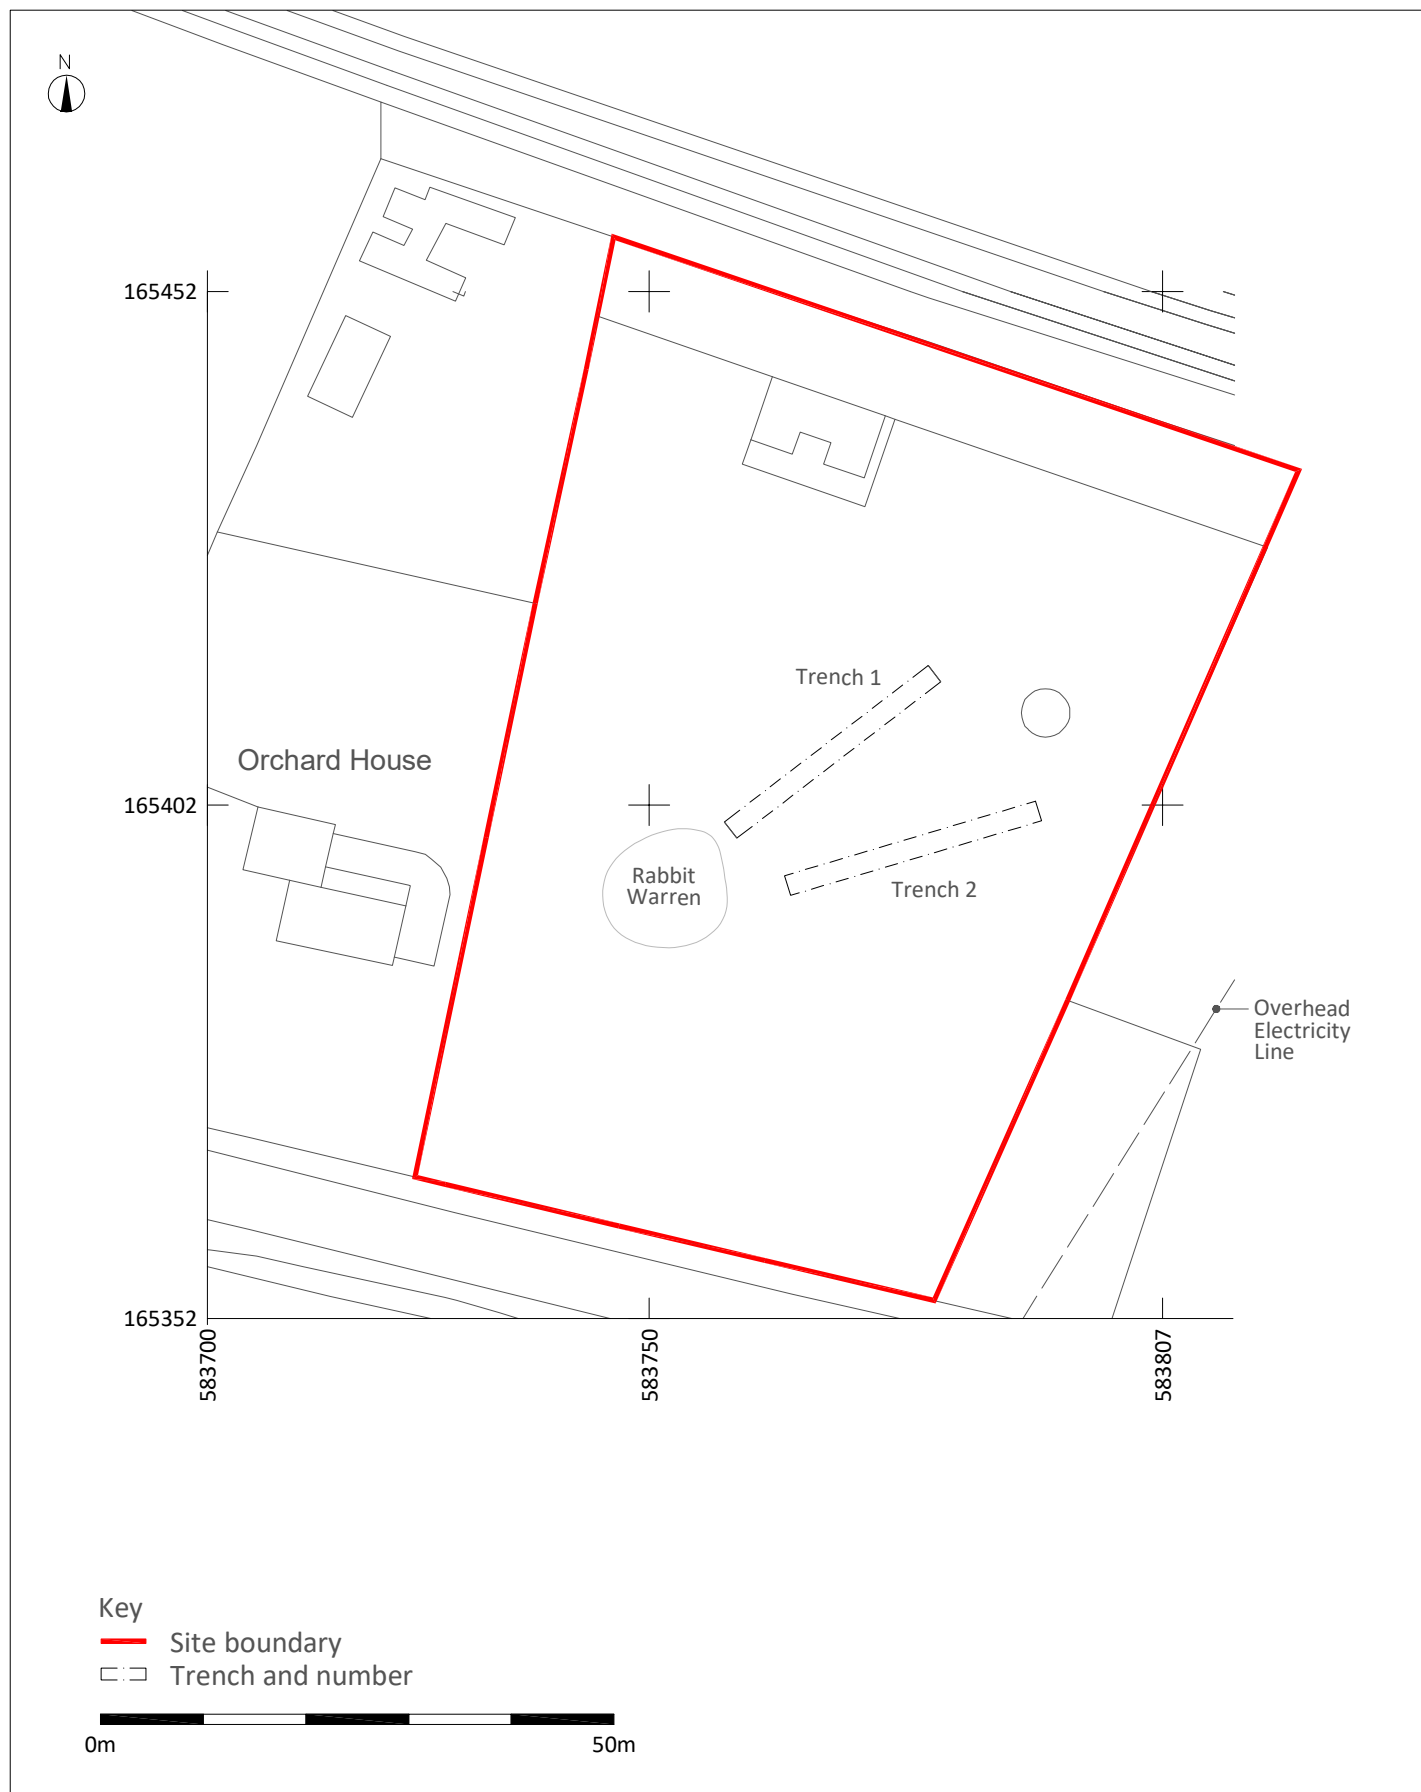 N
165452
Trench 1
Orchard House
165402
Rabbit
Warren
Trench 2
Overhead
Electricity
Line
165352
583700
583750
583807
Key
Site boundary
Trench and number
0m
50m